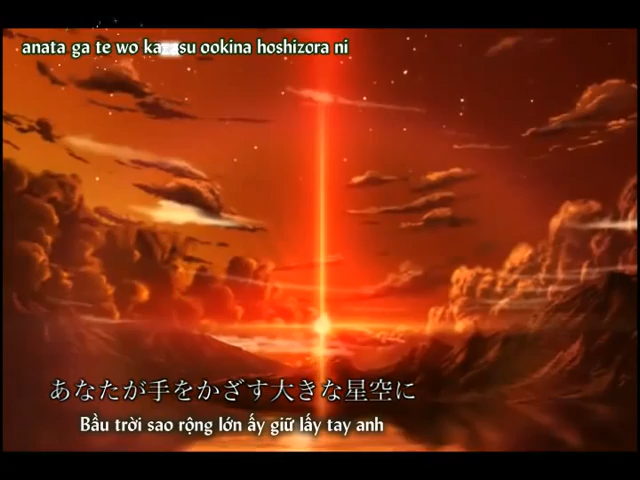 anata ga te wo kazasu ookina hoshizora ni
あなたが手をかざす大きな星空に
Bầu trời sao rộng lớn ấy giữ lấy tay anh